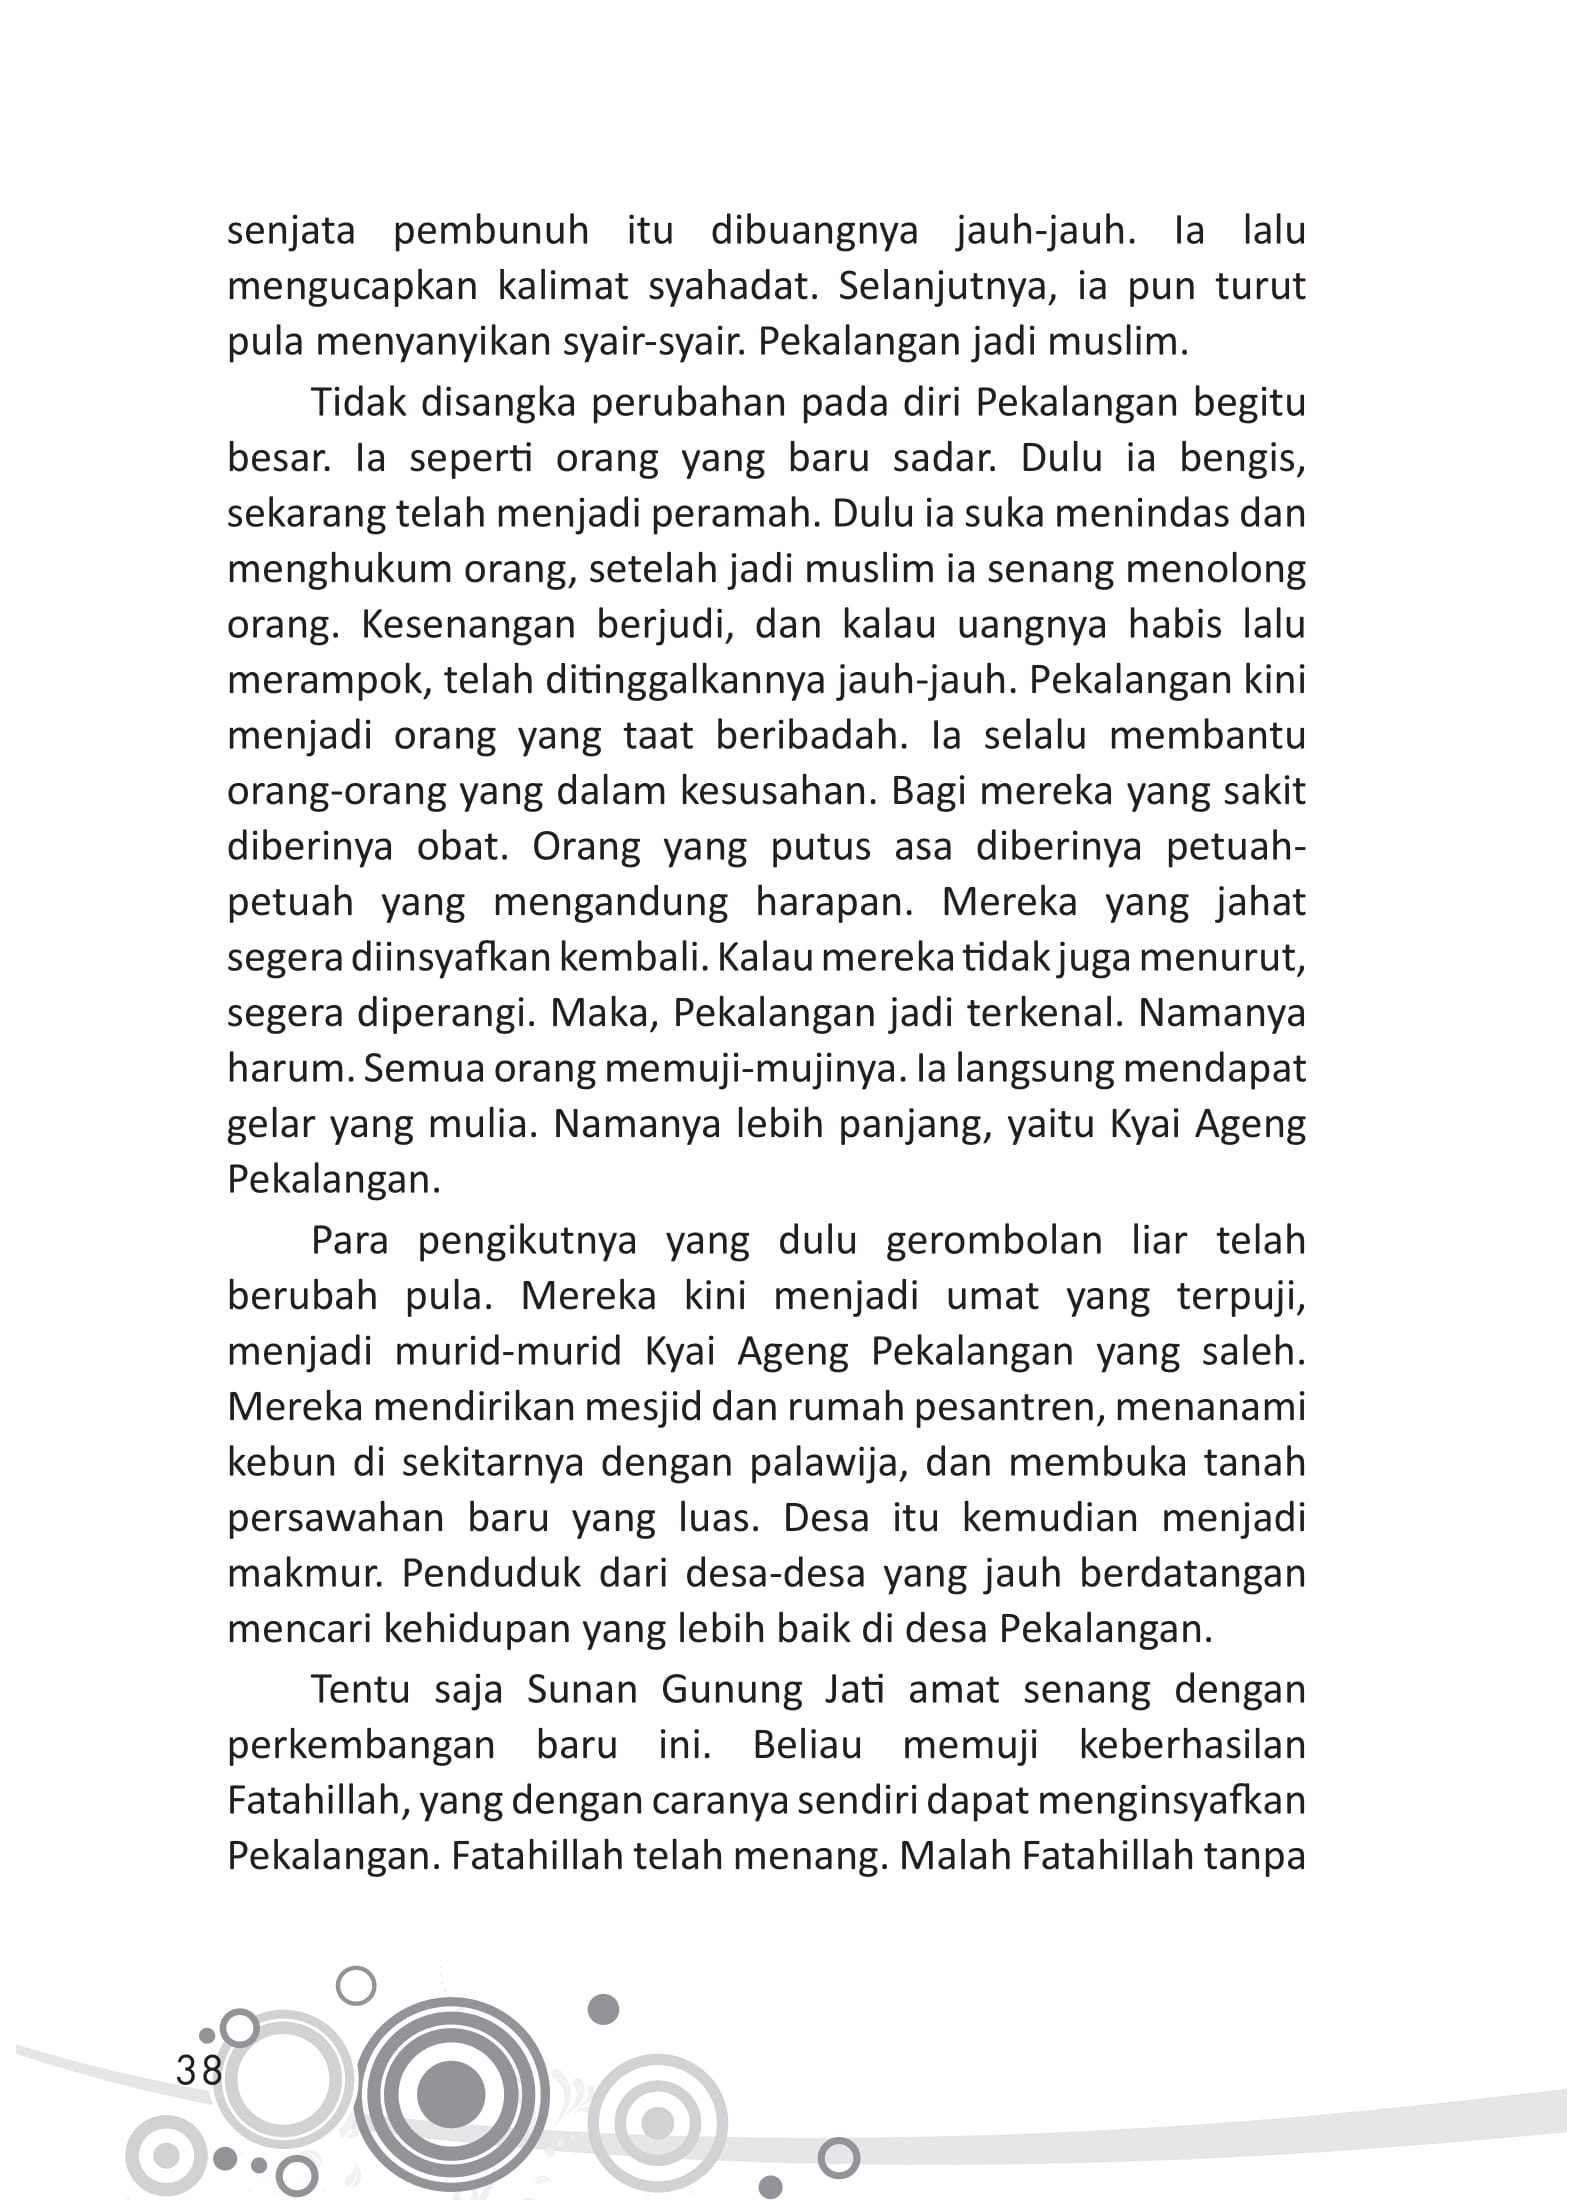 senjata pembunuh itu dibuangnya jauh-jauh. Ia lalu
mengucapkan kalimat syahadat. Selanjutnya, ia pun turut
pula menyanyikan syair-syair. Pekalangan jadi muslim.
Tidak disangka perubahan pada diri Pekalangan begitu
besar. Ia seperti orang yang baru sadar. Dulu ia bengis,
sekarang telah menjadi peramah. Dulu ia suka menindas dan
menghukum orang, setelah jadi muslim ia senang menolong
orang. Kesenangan berjudi, dan kalau uangnya habis lalu
merampok, telah ditinggalkannya jauh-jauh. Pekalangan kini
menjadi orang yang taat beribadah. Ia selalu membantu
orang-orang yang dalam kesusahan. Bagi mereka yang sakit
diberinya obat. Orang yang putus asa diberinya petuah-
petuah yang mengandung harapan. Mereka yang jahat
segera diinsyafkan kembali. Kalau mereka tidak juga menurut,
segera diperangi. Maka, Pekalangan jadi terkenal. Namanya
harum. Semua orang memuji-mujinya. Ia langsung mendapat
gelar yang mulia. Namanya lebih panjang, yaitu Kyai Ageng
Pekalangan.
Para pengikutnya yang dulu gerombolan liar telah
berubah pula. Mereka kini menjadi umat yang terpuji,
menjadi murid-murid Kyai Ageng Pekalangan yang saleh.
Mereka mendirikan mesjid dan rumah pesantren, menanami
kebun di sekitarnya dengan palawija, dan membuka tanah
persawahan baru yang luas. Desa itu kemudian menjadi
makmur. Penduduk dari desa-desa yang jauh berdatangan
mencari kehidupan yang lebih baik di desa Pekalangan.
Tentu saja Sunan Gunung Jati amat senang dengan
perkembangan baru ini. Beliau memuji keberhasilan
Fatahillah, yang dengan caranya sendiri dapat menginsyafkan
Pekalangan. Fatahillah telah menang. Malah Fatahillah tanpa
38